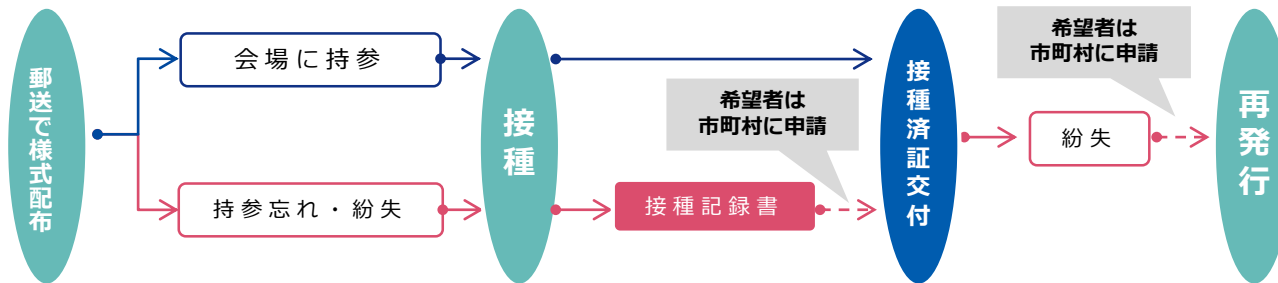 郵送で様式配布
会場に持参
持参忘れ・紛失
接種
希望者は
市町村に申請
接種記録書
接種済証交付
希望者は
市町村に申請
紛失
再発行